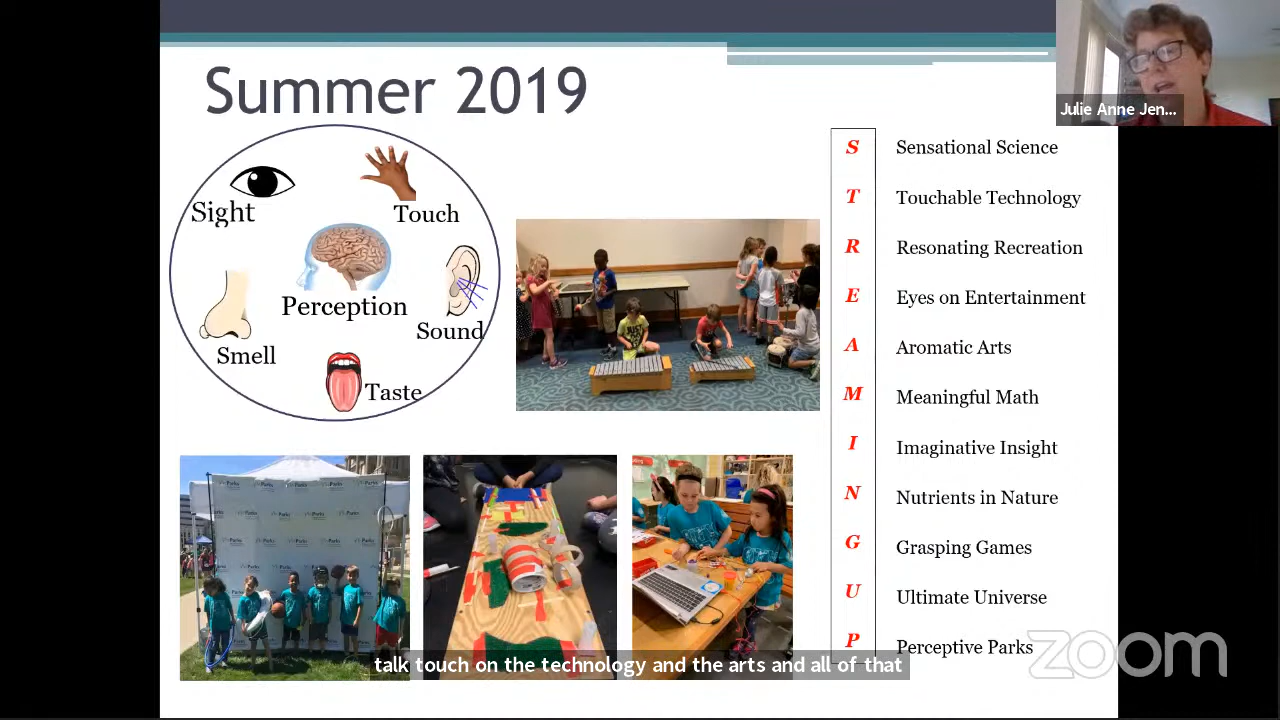 Summer 2019
Julie Anne Jen...
Sight
Touch
Perception
Sound
Smell
Taste
S Sensational Science
T Touchable Technology
R Resonating Recreation
E Eyes on Entertainment
A Aromatic Arts
M Meaningful Math
I Imaginative Insight
N Nutrients in Nature
G Grasping Games
U Ultimate Universe
P Perceptive Parks
talk touch on the technology and the arts and all of that
zoom